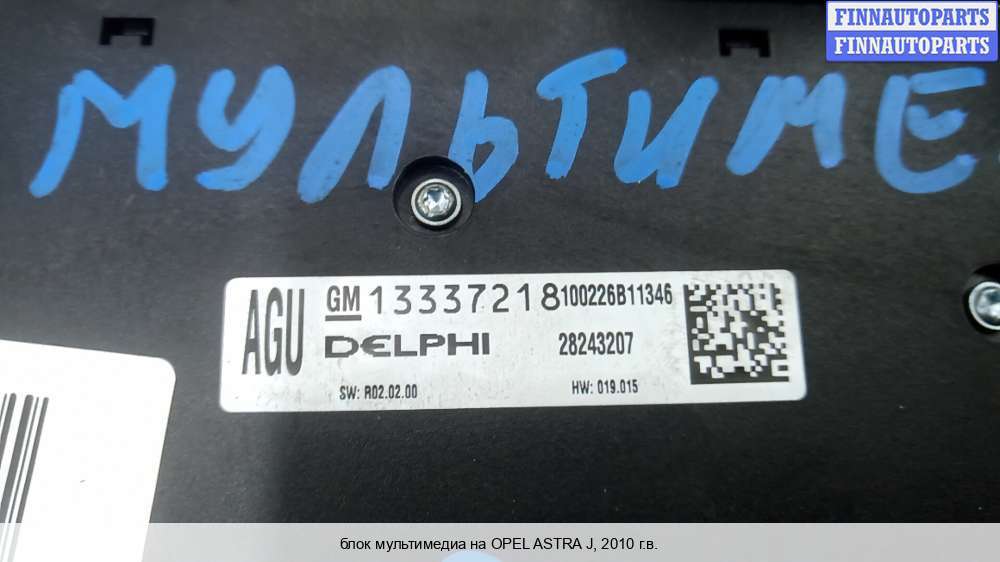 FINNAUTOPARTS
FINNAUTOPARTS
МУЛЬТИМЕ
AGU GM 13337218 100226B11346
DELPHI 28243207
SW: R02.02.00 HW: 019.015
блок мультимедиа на OPEL ASTRA J, 2010 г.в.